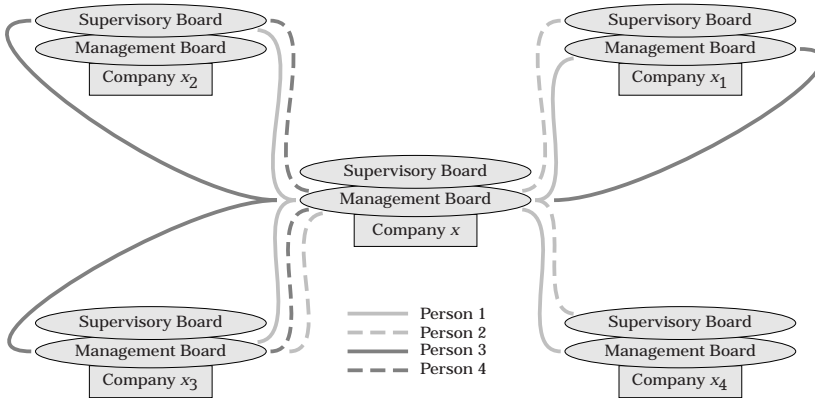 Supervisory Board
Management Board
Company x2
Supervisory Board
Management Board
Company x1
Supervisory Board
Management Board
Company x
Supervisory Board
Management Board
Company x3
Person 1
Person 2
Person 3
Person 4
Supervisory Board
Management Board
Company x4